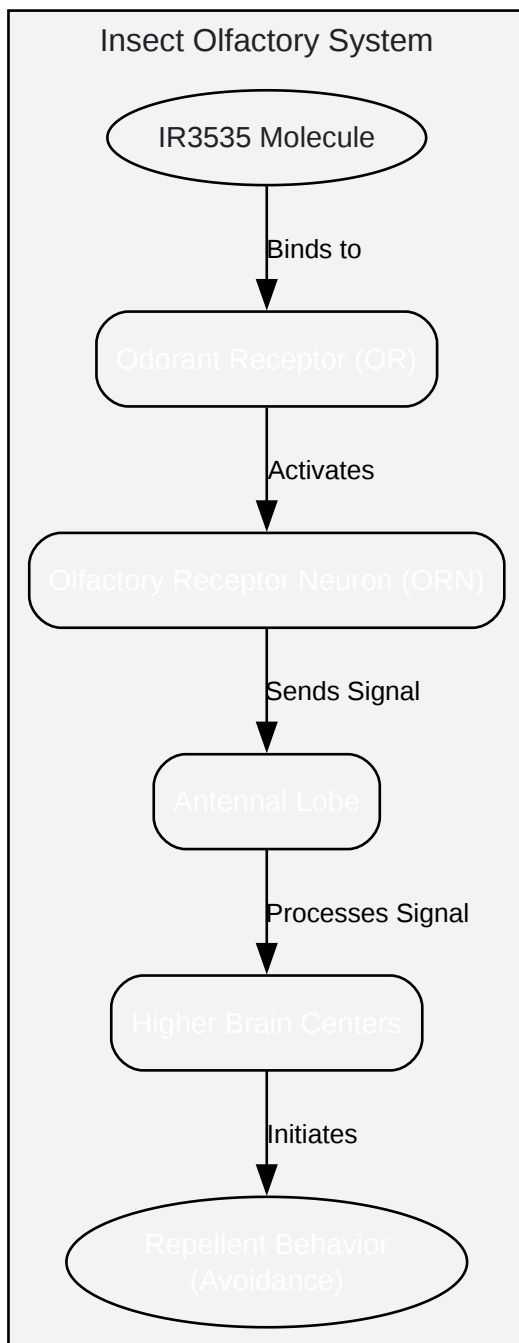 Insect Olfactory System
IR3535 Molecule
Binds to
Odorant Receptor (OR)
Activates
Olfactory Receptor Neuron (ORN)
Sends Signal
Antennal Lobe
Processes Signal
Higher Brain Centers
Initiates
Repellent Behavior
(Avoidance)